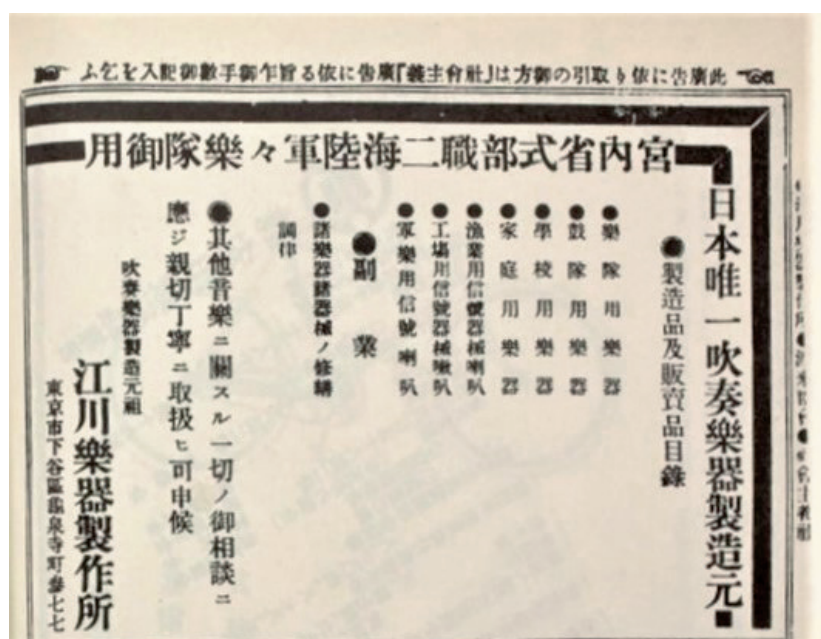 此廣告に依り取引の御方は「社會主義」廣告に依る旨乍御手數御記入を乞ふ
宮內省式部職二海陸軍々樂隊御用
日本唯一吹奏樂器製造元
●製造品及販賣品目錄
●樂隊用樂器
●鼓隊用樂器
●學校用樂器
●家庭用樂器
●漁業用信號器械喇叭
●工塲用信號器械喇叭
●軍樂用信號喇叭
●副業
●諸樂器諸器械ノ修繕
調律
●其他音樂ニ關スル一切ノ御相談ニ
應ジ親切丁寧ニ取扱ヒ可申候
吹奏樂器製造元祖
江川樂器製作所
東京市下谷區龍泉寺町參七七